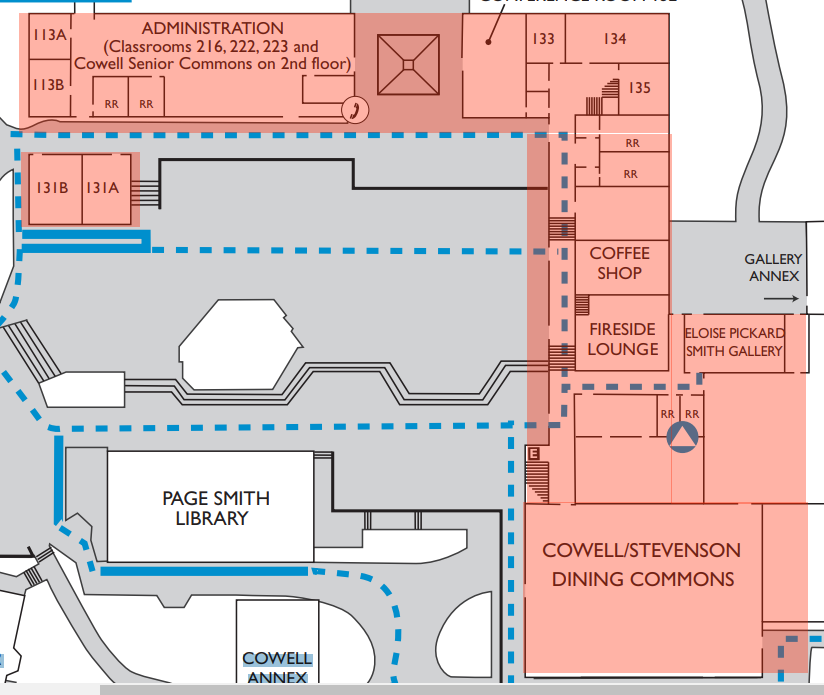 113A
ADMINISTRATION
(Classrooms 216, 222, 223 and
Cowell Senior Commons on 2nd floor)
133
134
113B
135
RR
RR
RR
RR
131B
131A
COFFEE
SHOP
GALLERY
ANNEX
FIRESIDE
LOUNGE
ELOISE PICKARD
SMITH GALLERY
RR
RR
E
PAGE SMITH
LIBRARY
COWELL/STEVENSON
DINING COMMONS
COWELL
ANNEX